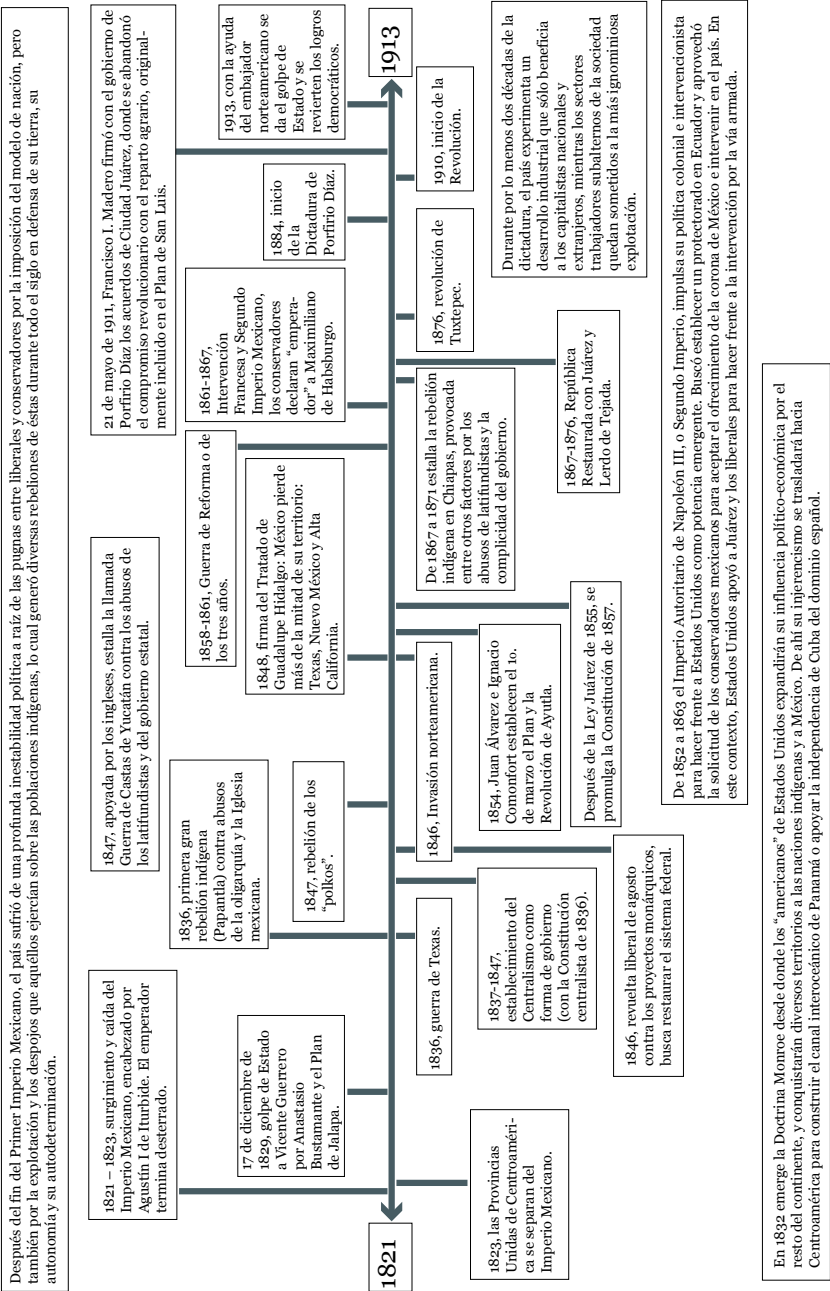 Después del fin del Primer Imperio Mexicano, el país sufrió de una profunda inestabilidad política a raíz de las pugnas entre liberales y conservadores por la imposición del modelo de nación, pero
también por la explotación y los despojos que aquéllos ejercían sobre las poblaciones indígenas, lo cual generó diversas rebeliones de éstas durante todo el siglo en defensa de su tierra, su
autonomía y su autodeterminación.
1821 – 1823, surgimiento y caída del
Imperio Mexicano, encabezado por
Agustín I de Iturbide. El emperador
termina desterrado.
1847, apoyada por los ingleses, estalla la llamada
Guerra de Castas de Yucatán contra los abusos de
los latifundistas y del gobierno estatal.
21 de mayo de 1911, Francisco I. Madero firmó con el gobierno de
Porfirio Díaz los acuerdos de Ciudad Juárez, donde se abandonó
el compromiso revolucionario con el reparto agrario, original-
mente incluido en el Plan de San Luis.
1836, primera gran
rebelión indígena
(Papantla) contra abusos
de la oligarquía y la Iglesia
mexicana.
1858-1861, Guerra de Reforma o de
los tres años.
1861-1867,
Intervención
Francesa y Segundo
Imperio Mexicano,
los conservadores
declaran “empera-
dor” a Maximiliano
de Habsburgo.
17 de diciembre de
1829, golpe de Estado
a Vicente Guerrero
por Anastasio
Bustamante y el Plan
de Jalapa.
1847, rebelión de los
“polkos”.
1848, firma del Tratado de
Guadalupe Hidalgo: México pierde
más de la mitad de su territorio:
Texas, Nuevo México y Alta
California.
1884, inicio
de la
Dictadura de
Porfirio Díaz.
1913, con la ayuda
del embajador
norteamericano se
da el golpe de
Estado y se
revierten los logros
democráticos.
1821
1913
1823, las Provincias
Unidas de Centroaméri-
ca se separan del
Imperio Mexicano.
1836, guerra de Texas.
1837-1847,
establecimiento del
Centralismo como
forma de gobierno
(con la Constitución
centralista de 1836).
1846, revuelta liberal de agosto
contra los proyectos monárquicos,
busca restaurar el sistema federal.
1846, Invasión norteamericana.
1854, Juan Álvarez e Ignacio
Comonfort establecen el 1o.
de marzo el Plan y la
Revolución de Ayutla.
Después de la Ley Juárez de 1855, se
promulga la Constitución de 1857.
De 1867 a 1871 estalla la rebelión
indígena en Chiapas, provocada
entre otros factores por los
abusos de latifundistas y la
complicidad del gobierno.
1867-1876, República
Restaurada con Juárez y
Lerdo de Tejada.
1876, revolución de
Tuxtepec.
1910, inicio de la
Revolución.
Durante por lo menos dos décadas de la
dictadura, el país experimenta un
desarrollo industrial que sólo beneficia
a los capitalistas nacionales y
extranjeros, mientras los sectores
trabajadores subalternos de la sociedad
quedan sometidos a la más ignominiosa
explotación.
De 1852 a 1863 el Imperio Autoritario de Napoleón III, o Segundo Imperio, impulsa su política colonial e intervencionista
para hacer frente a Estados Unidos como potencia emergente. Buscó establecer un protectorado en Ecuador y aprovechó
la solicitud de los conservadores mexicanos para aceptar el ofrecimiento de la corona de México e intervenir en el país. En
este contexto, Estados Unidos apoyó a Juárez y los liberales para hacer frente a la intervención por la vía armada.
En 1832 emerge la Doctrina Monroe desde donde los “americanos” de Estados Unidos expandirán su influencia político-económica por el
resto del continente, y conquistarán diversos territorios a las naciones indígenas y a México. De ahí su injerencismo se trasladará hacia
Centroamérica para construir el canal interoceánico de Panamá o apoyar la independencia de Cuba del dominio español.